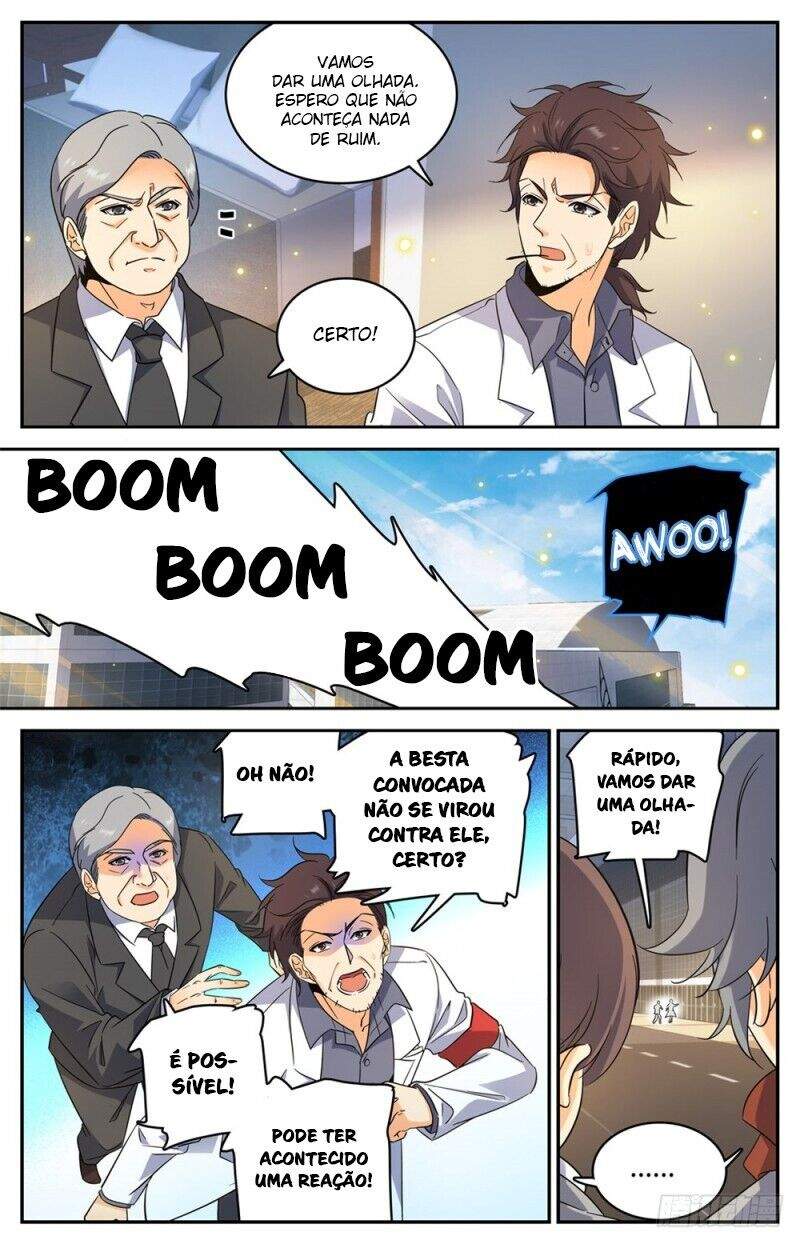 VAMOS
DAR UMA OLHADA.
ESPERO QUE NÃO
ACONTEÇA NADA
DE RUIM.
CERTO!
BOOM
BOOM
BOOM
AWOO!
OH NÃO!
A BESTA
CONVOCADA
NÃO SE VIROU
CONTRA ELE,
CERTO?
É POS-
SÍVEL!
PODE TER
ACONTECIDO
UMA REAÇÃO!
RÁPIDO,
VAMOS DAR
UMA OLHA-
DA!
......